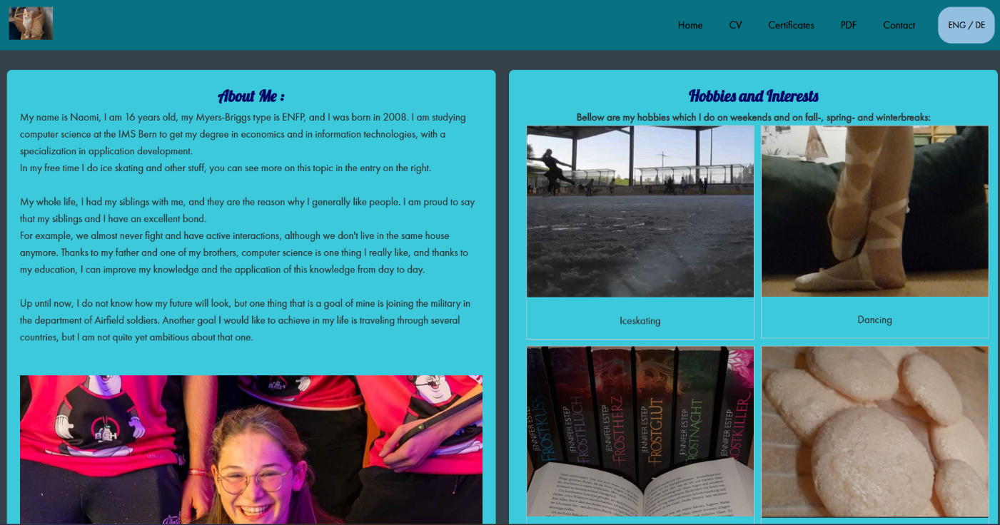 Home CV Certificates PDF Contact ENG / DE
About Me :
My name is Naomi, I am 16 years old, my Myers-Briggs type is ENFP, and I was born in 2008. I am studying
computer science at the IMS Bern to get my degree in economics and in information technologies, with a
specialization in application development.
In my free time I do ice skating and other stuff, you can see more on this topic in the entry on the right.
My whole life, I had my siblings with me, and they are the reason why I generally like people. I am proud to say
that my siblings and I have an excellent bond.
For example, we almost never fight and have active interactions, although we don't live in the same house
anymore. Thanks to my father and one of my brothers, computer science is one thing I really like, and thanks to
my education, I can improve my knowledge and the application of this knowledge from day to day.
Up until now, I do not know how my future will look, but one thing that is a goal of mine is joining the military in
the department of Airfield soldiers. Another goal I would like to achieve in my life is traveling through several
countries, but I am not quite yet ambitious about that one.
BCH
Hobbies and Interests
Bellow are my hobbies which I do on weekends and on fall-, spring- and winterbreaks:
Iceskating
Dancing
JENNIFER ESTEP
FROSTKUSS
JENNIFER ESTEP
FROSTFLUCH
JENNIFER ESTEP
FROSTHERZ
JENNIFER ESTEP
FROSTGLUT
JENNIFER ESTEP
FROSTNACHT
JENNIFER ESTEP
FROSTKILLER